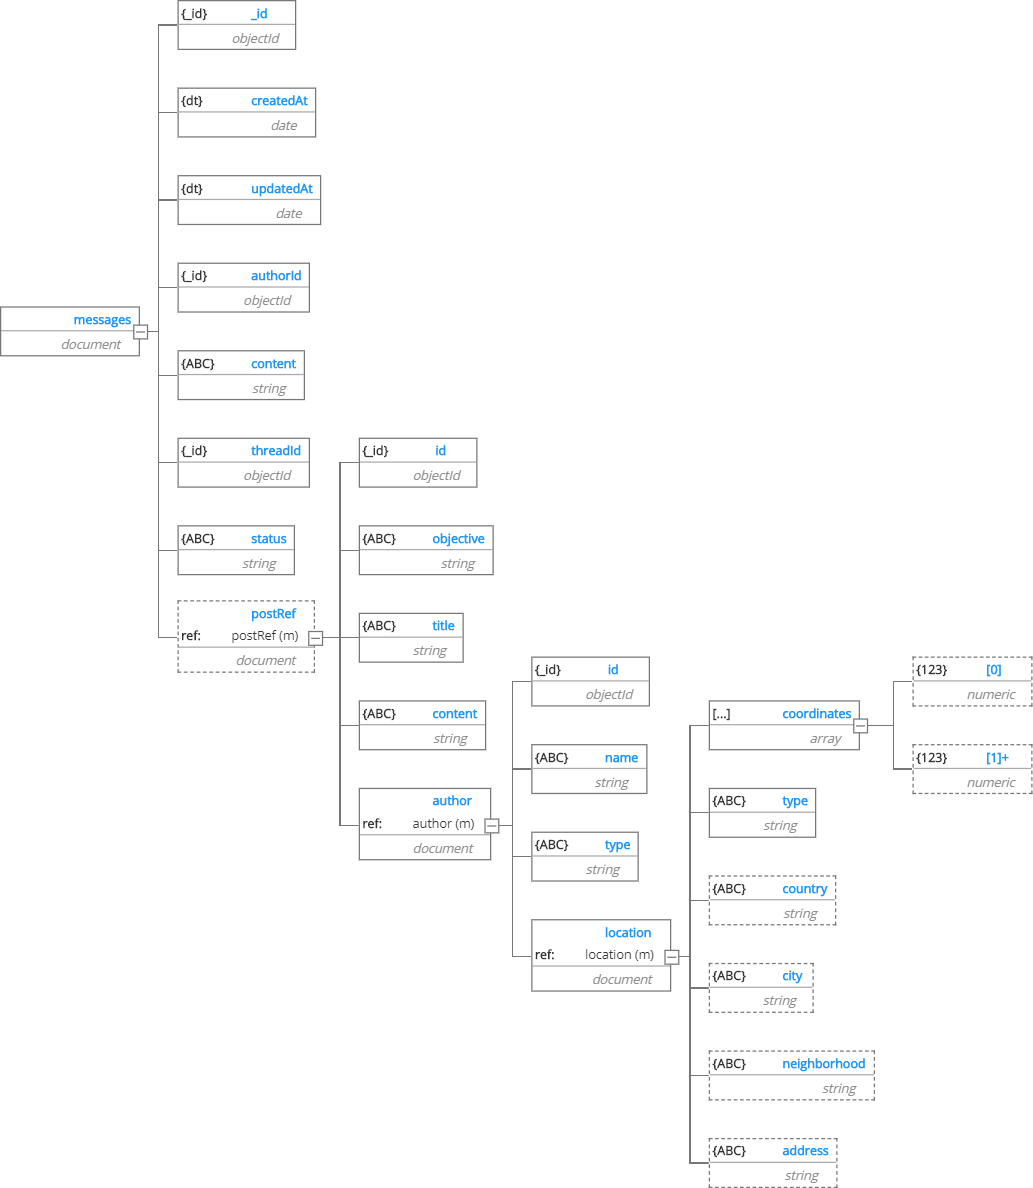 {_id} _id
objectId
{dt} createdAt
date
{dt} updatedAt
date
{_id} authorId
objectId
messages
document
{ABC} content
string
{_id} threadId
objectId
{ABC} status
string
postRef
ref: postRef (m)
document
{_id} id
objectId
{ABC} objective
string
{ABC} title
string
{ABC} content
string
author
ref: author (m)
document
{_id} id
objectId
{ABC} name
string
{ABC} type
string
location
ref: location (m)
document
[...] coordinates
array
{ABC} type
string
{ABC} country
string
{ABC} city
string
{ABC} neighborhood
string
{ABC} address
string
{123} [0]
numeric
{123} [1]+
numeric